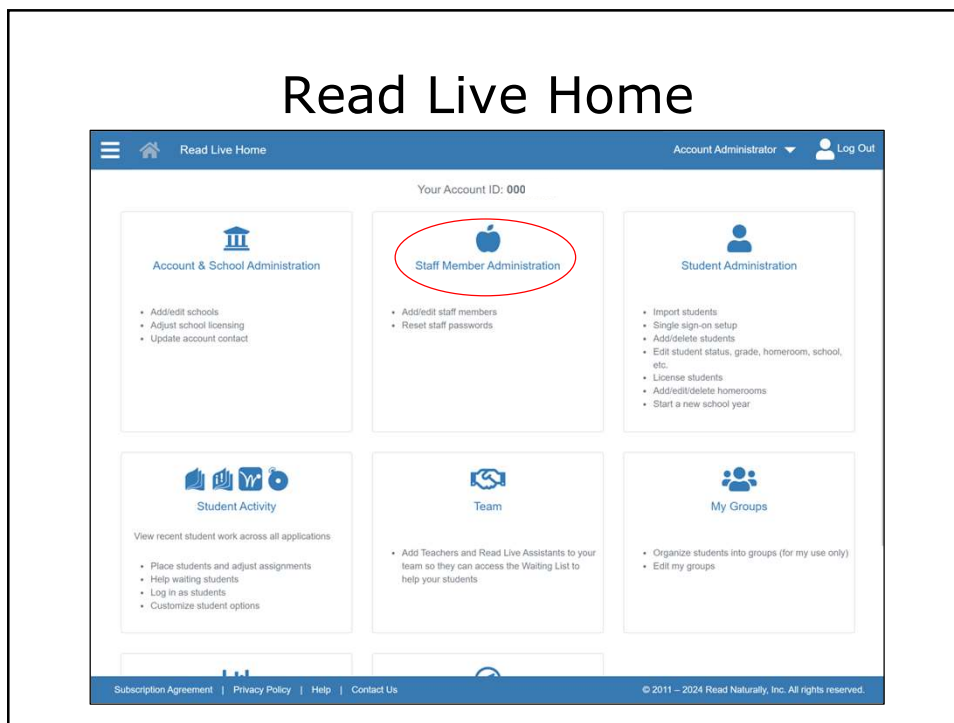 Read Live Home
Read Live Home
Account Administrator
Log Out
Your Account ID: 000
Account & School Administration
• Add/edit schools
• Adjust school licensing
• Update account contact
Staff Member Administration
• Add/edit staff members
• Reset staff passwords
Student Administration
• Import students
• Single sign-on setup
• Add/delete students
• Edit student status, grade, homeroom, school,
etc.
• License students
• Add/edit/delete homerooms
• Start a new school year
Student Activity
View recent student work across all applications
• Place students and adjust assignments
• Help waiting students
• Log in as students
• Customize student options
Team
• Add Teachers and Read Live Assistants to your
team so they can access the Waiting List to
help your students
My Groups
• Organize students into groups (for my use only)
• Edit my groups
Subscription Agreement | Privacy Policy | Help | Contact Us
© 2011 – 2024 Read Naturally, Inc. All rights reserved.